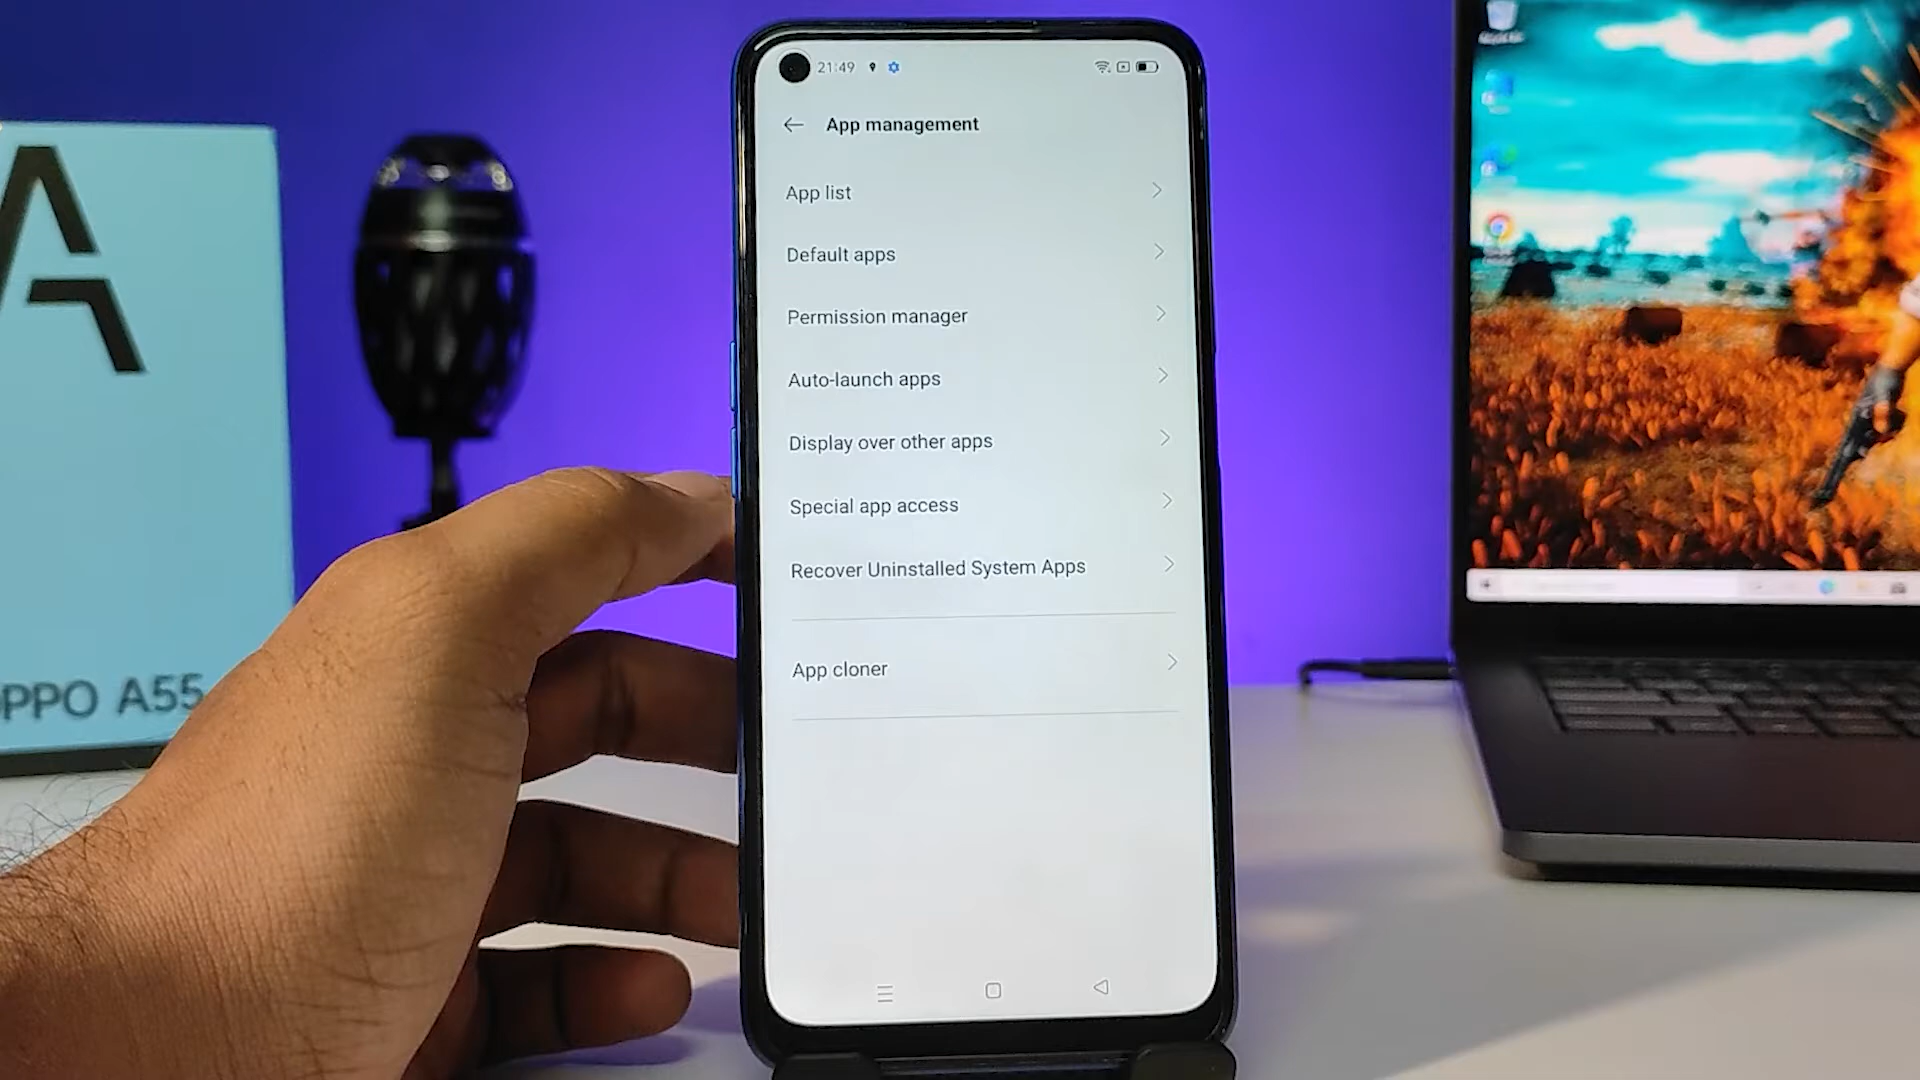 21:49
App management
App list
Default apps
Permission manager
Auto-launch apps
Display over other apps
Special app access
Recover Uninstalled System Apps
App cloner
A
OPPO A55